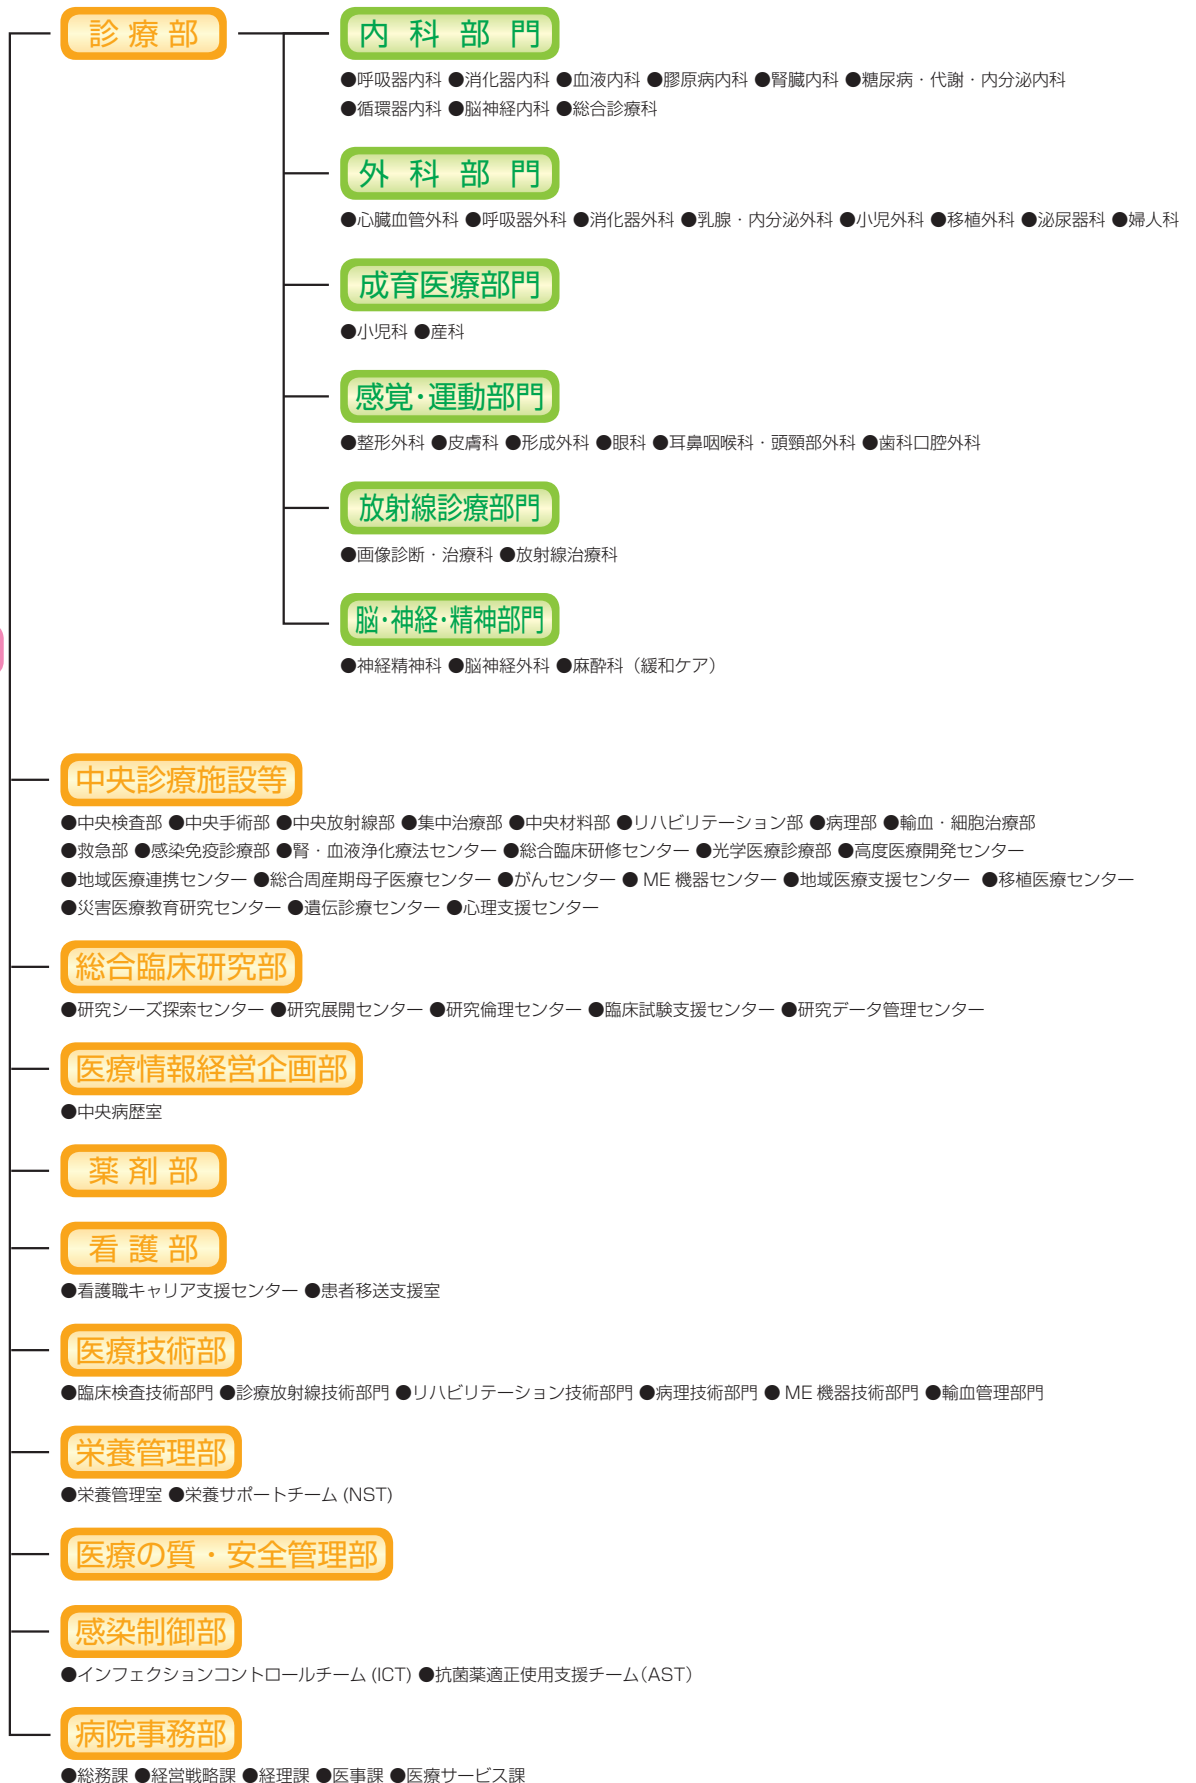 診療部
内科部門
●呼吸器内科 ●消化器内科 ●血液内科 ●膠原病内科 ●腎臓内科 ●糖尿病・代謝・内分泌内科
●循環器内科 ●脳神経内科 ●総合診療科
外科部門
●心臓血管外科 ●呼吸器外科 ●消化器外科 ●乳腺・内分泌外科 ●小児外科 ●移植外科 ●泌尿器科 ●婦人科
成育医療部門
●小児科 ●産科
感覚・運動部門
●整形外科 ●皮膚科 ●形成外科 ●眼科 ●耳鼻咽喉科・頭頸部外科 ●歯科口腔外科
放射線診療部門
●画像診断・治療科 ●放射線治療科
脳・神経・精神部門
●神経精神科 ●脳神経外科 ●麻酔科（緩和ケア）
中央診療施設等
●中央検査部 ●中央手術部 ●中央放射線部 ●集中治療部 ●中央材料部 ●リハビリテーション部 ●病理部 ●輸血・細胞治療部
●救急部 ●感染免疫診療部 ●腎・血液浄化療法センター ●総合臨床研修センター ●光学医療診療部 ●高度医療開発センター
●地域医療連携センター ●総合周産期母子医療センター ●がんセンター ●ME機器センター ●地域医療支援センター ●移植医療センター
●災害医療教育研究センター ●遺伝診療センター ●心理支援センター
総合臨床研究部
●研究シーズ探索センター ●研究展開センター ●研究倫理センター ●臨床試験支援センター ●研究データ管理センター
医療情報経営企画部
●中央病歴室
薬剤部
看護部
●看護職キャリア支援センター ●患者移送支援室
医療技術部
●臨床検査技術部門 ●診療放射線技術部門 ●リハビリテーション技術部門 ●病理技術部門 ●ME機器技術部門 ●輸血管理部門
栄養管理部
●栄養管理室 ●栄養サポートチーム(NST)
医療の質・安全管理部
感染制御部
●インフェクションコントロールチーム(ICT) ●抗菌薬適正使用支援チーム（AST）
病院事務部
●総務課 ●経営戦略課 ●経理課 ●医事課 ●医療サービス課